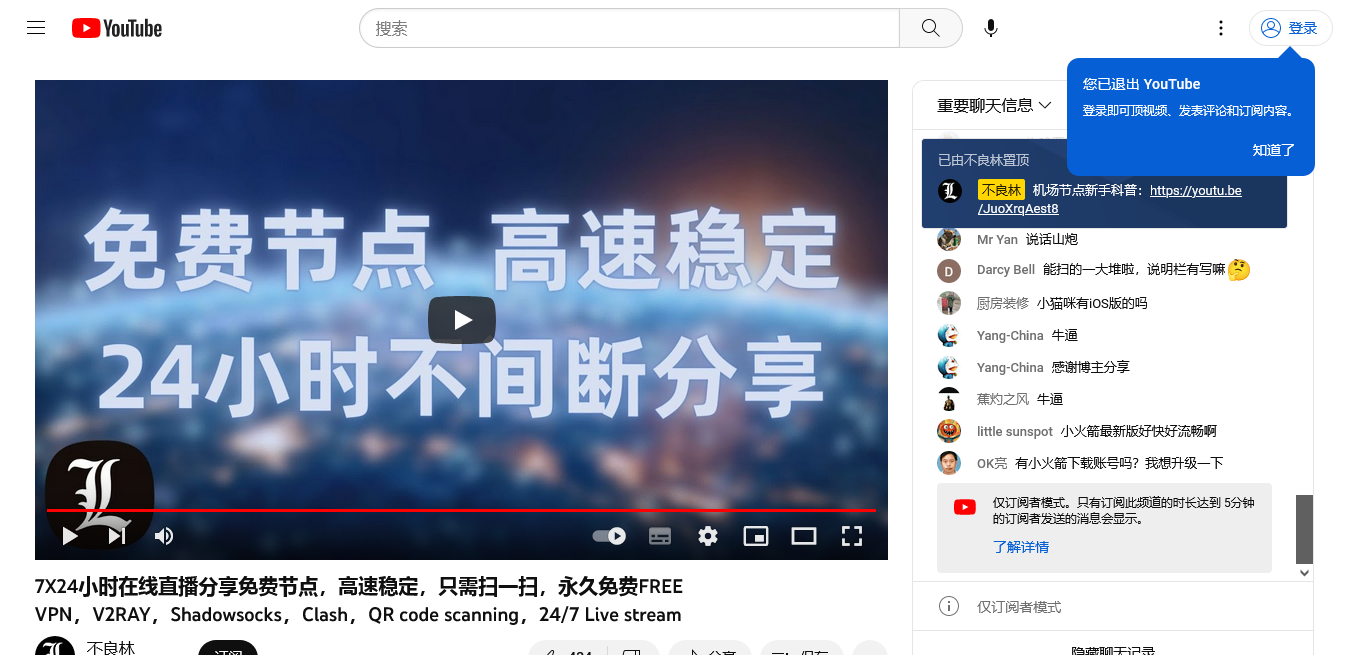 YouTube
搜索
登录
您已退出 YouTube
登录即可顶视频、发表评论和订阅内容。
知道了
免费节点 高速稳定
24小时不间断分享
7X24小时在线直播分享免费节点，高速稳定，只需扫一扫，永久免费FREE
VPN，V2RAY，Shadowsocks，Clash，QR code scanning，24/7 Live stream
不良林
订阅
424
分享
保存
重要聊天信息
已由不良林置顶
不良林 机场节点新手科普：https://youtu.be
/JuoXrqAest8
Mr Yan 说话山炮
Darcy Bell 能扫的一大堆啦，说明栏有写嘛🤔
厨房装修 小猫咪有iOS版的吗
Yang-China 牛逼
Yang-China 感谢博主分享
蕉灼之风 牛逼
little sunspot 小火箭最新版好快好流畅啊
OK亮 有小火箭下载账号吗？我想升级一下
仅订阅者模式。只有订阅此频道的时长达到 5分钟
的订阅者发送的消息会显示。
了解详情
仅订阅者模式
隐藏聊天记录